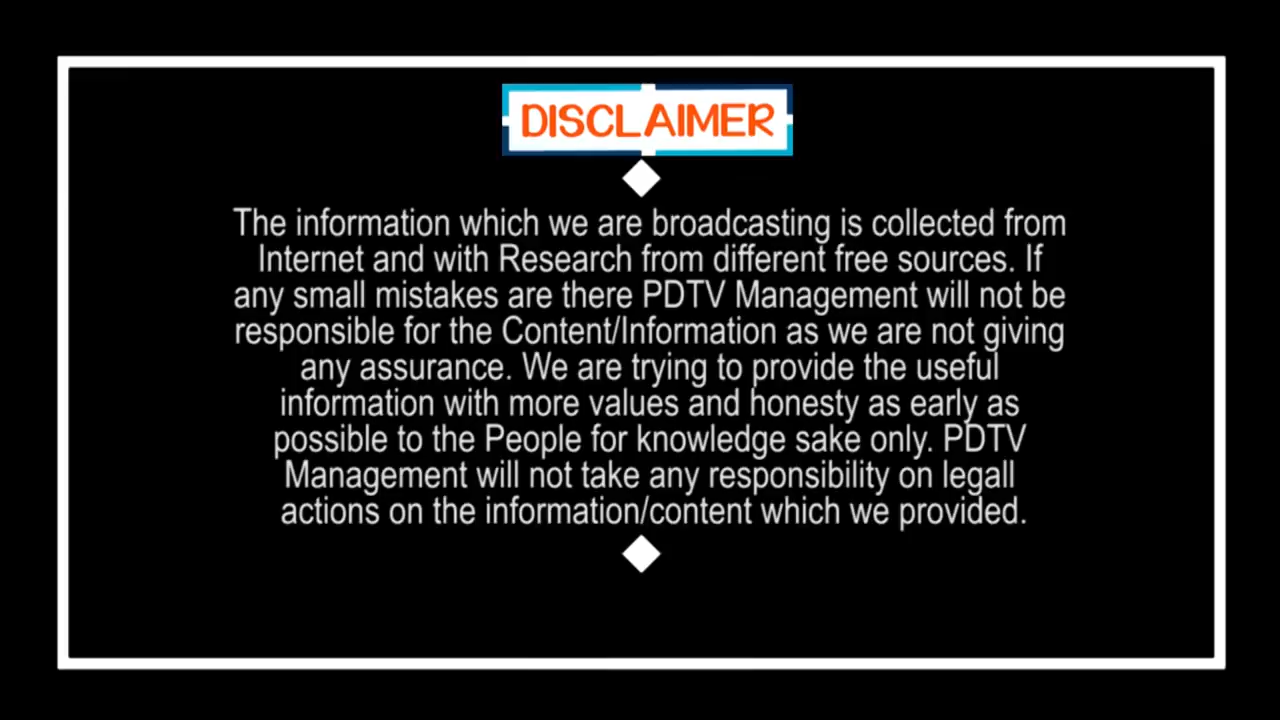 DISCLAIMER
The information which we are broadcasting is collected from
Internet and with Research from different free sources. If
any small mistakes are there PDTV Management will not be
responsible for the Content/Information as we are not giving
any assurance. We are trying to provide the useful
information with more values and honesty as early as
possible to the People for knowledge sake only. PDTV
Management will not take any responsibility on legall
actions on the information/content which we provided.